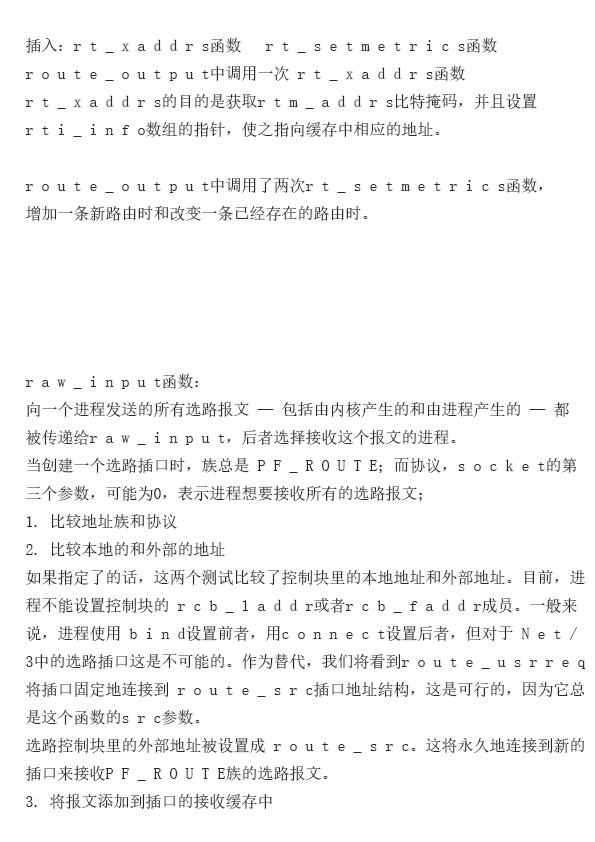 插入：rt_xaddrs函数   rt_setmetrics函数
route_output中调用一次 rt_xaddrs函数
rt_xaddrs的目的是获取rtm_addrs比特掩码，并且设置
rti_info数组的指针，使之指向缓存中相应的地址。
route_output中调用了两次rt_setmetrics函数，
增加一条新路由时和改变一条已经存在的路由时。
raw_input函数：
向一个进程发送的所有选路报文 — 包括由内核产生的和由进程产生的 — 都
被传递给raw_input，后者选择接收这个报文的进程。
当创建一个选路插口时，族总是 PF_ROUTE；而协议，socket的第
三个参数，可能为0，表示进程想要接收所有的选路报文；
1. 比较地址族和协议
2. 比较本地的和外部的地址
如果指定了的话，这两个测试比较了控制块里的本地地址和外部地址。目前，进
程不能设置控制块的 rcb_laddr或者rcb_faddr成员。一般来
说，进程使用 bind设置前者，用connect设置后者，但对于 Net/
3中的选路插口这是不可能的。作为替代，我们将看到route_usrreq
将插口固定地连接到 route_src插口地址结构，这是可行的，因为它总
是这个函数的src参数。
选路控制块里的外部地址被设置成 route_src。这将永久地连接到新的
插口来接收PF_ROUTE族的选路报文。
3. 将报文添加到插口的接收缓存中